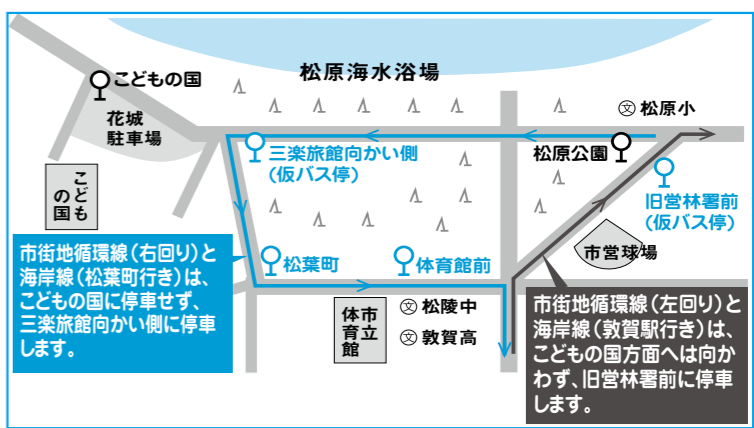 松原海水浴場
こどもの国
花城
駐車場
こども
の国
㊫松原小
松原公園
三楽旅館向かい側
(仮バス停)
旧営林署前
(仮バス停)
市営球場
松葉町
体育館前
市立
体育館
㊫松陵中
㊫敦賀高
市街地循環線(右回り)と
海岸線(松葉町行き)は、
こどもの国に停車せず、
三楽旅館向かい側に停車
します。
市街地循環線(左回り)と
海岸線(敦賀駅行き)は、
こどもの国方面へは向か
わず、旧営林署前に停車
します。